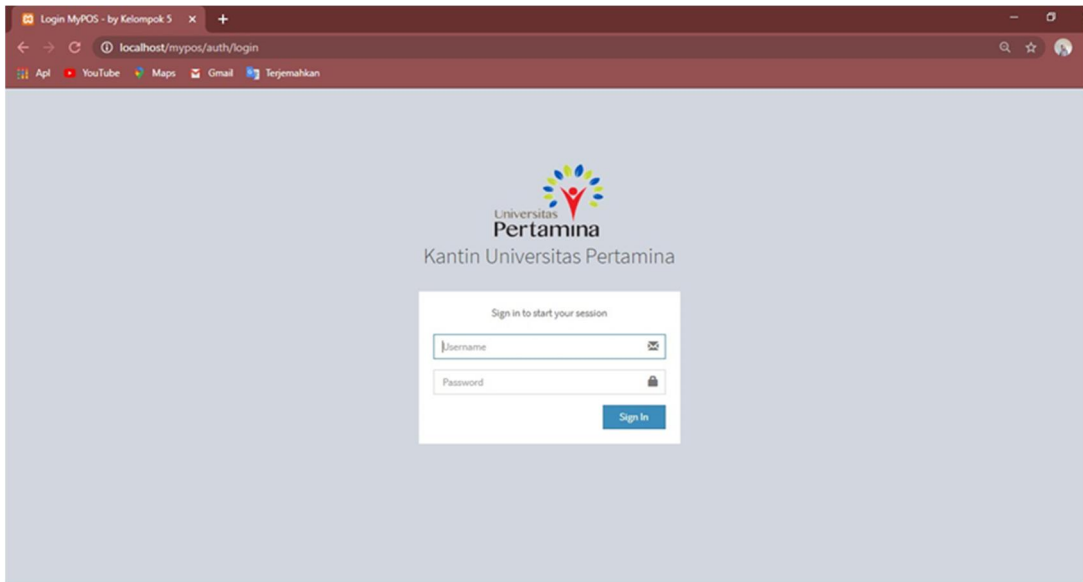 Login MyPOS - by Kelompok 5
localhost/mypos/auth/login
Apl YouTube Maps Gmail Terjemahkan
Universitas
Pertamina
Kantin Universitas Pertamina
Sign in to start your session
Username
Password
Sign In